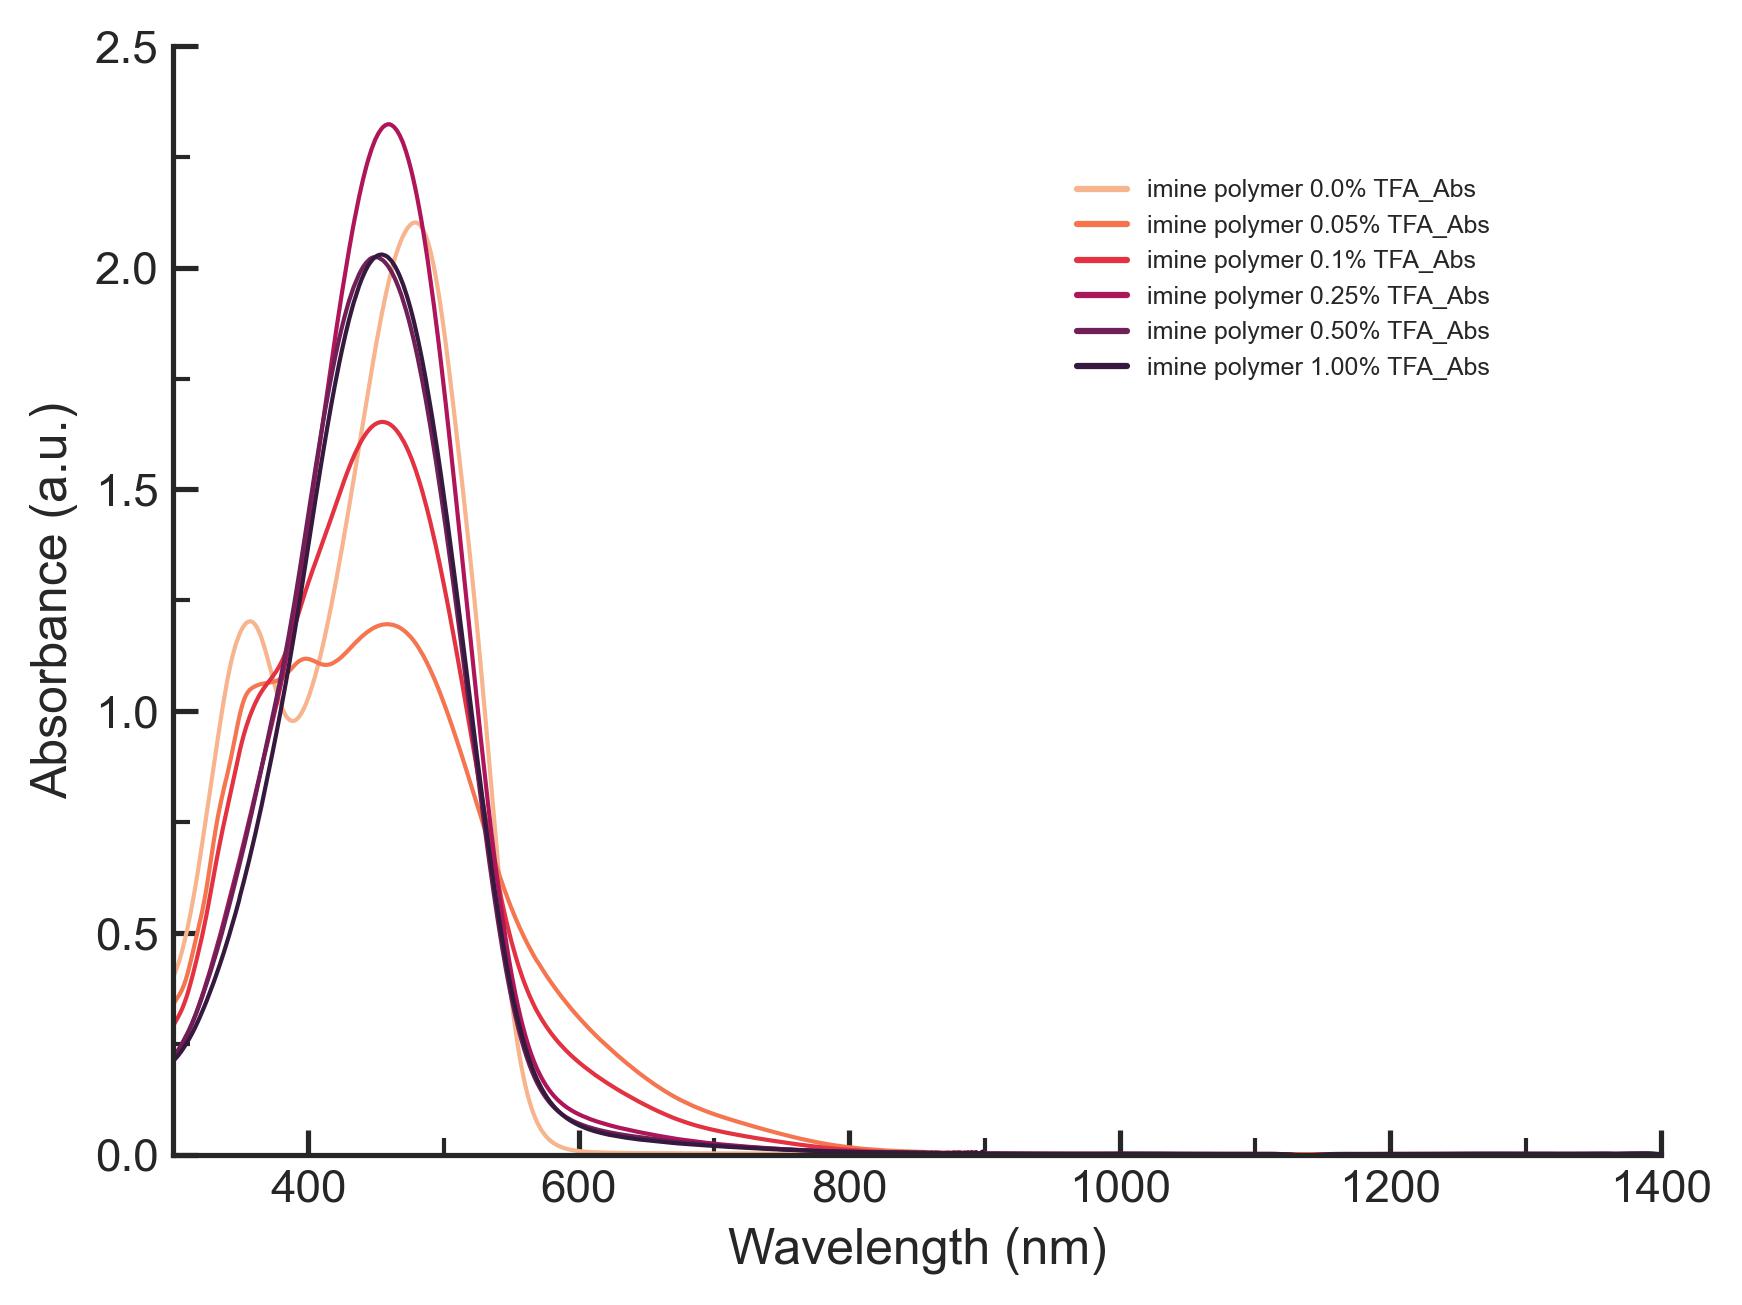 2.5
2.0
1.5
1.0
0.5
0.0
Absorbance (a.u.)
imine polymer 0.0% TFA_Abs
imine polymer 0.05% TFA_Abs
imine polymer 0.1% TFA_Abs
imine polymer 0.25% TFA_Abs
imine polymer 0.50% TFA_Abs
imine polymer 1.00% TFA_Abs
400 600 800 1000 1200 1400
Wavelength (nm)